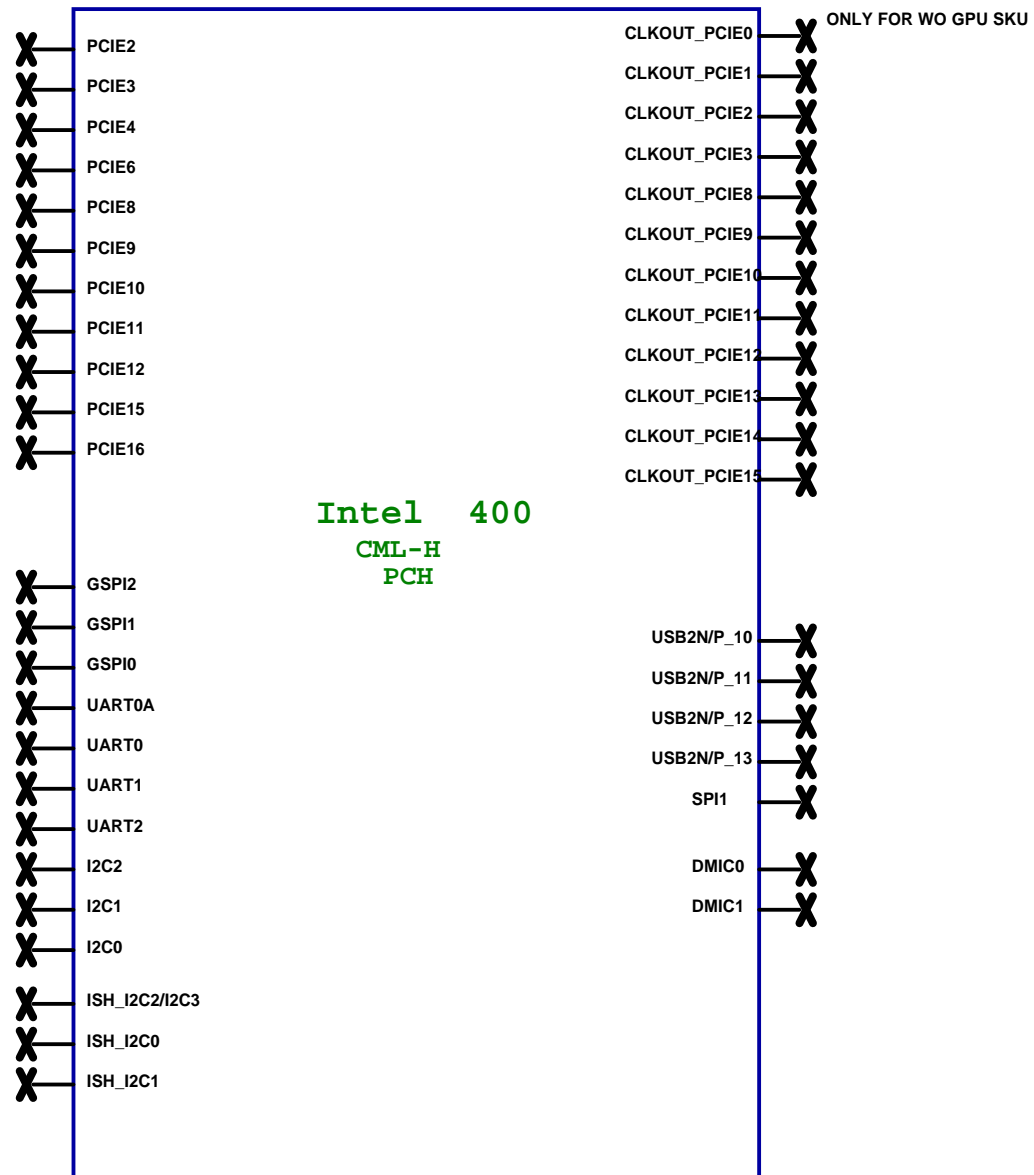 ONLY FOR WO GPU SKU
PCIE2
PCIE3
PCIE4
PCIE6
PCIE8
PCIE9
PCIE10
PCIE11
PCIE12
PCIE15
PCIE16
CLKOUT_PCIE0
CLKOUT_PCIE1
CLKOUT_PCIE2
CLKOUT_PCIE3
CLKOUT_PCIE8
CLKOUT_PCIE9
CLKOUT_PCIE10
CLKOUT_PCIE11
CLKOUT_PCIE12
CLKOUT_PCIE13
CLKOUT_PCIE14
CLKOUT_PCIE15
Intel 400
CML-H
PCH
GSPI2
GSPI1
GSPI0
UART0A
UART0
UART1
UART2
I2C2
I2C1
I2C0
ISH_I2C2/I2C3
ISH_I2C0
ISH_I2C1
USB2N/P_10
USB2N/P_11
USB2N/P_12
USB2N/P_13
SPI1
DMIC0
DMIC1